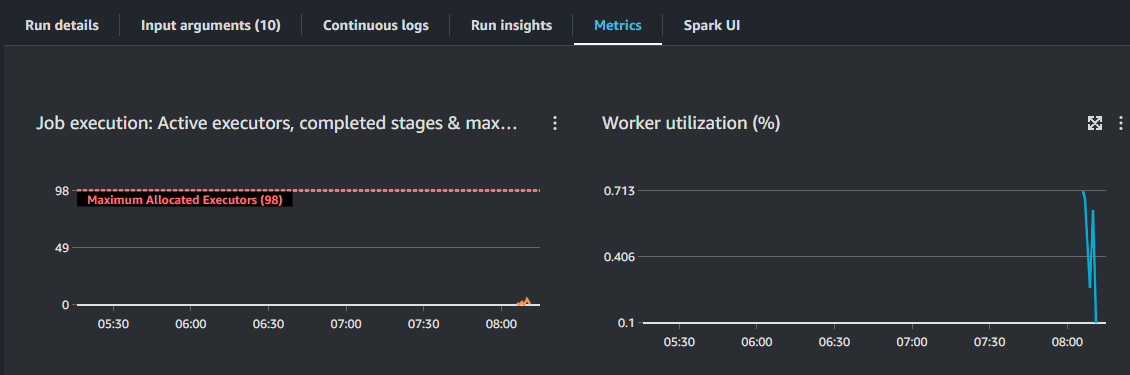 Run details Input arguments (10) Continuous logs Run insights Metrics Spark UI
Job execution: Active executors, completed stages & max...
98
Maximum Allocated Executors (98)
49
0
05:30 06:00 06:30 07:00 07:30 08:00
Worker utilization (%)
0.713
0.406
0.1
05:30 06:00 06:30 07:00 07:30 08:00